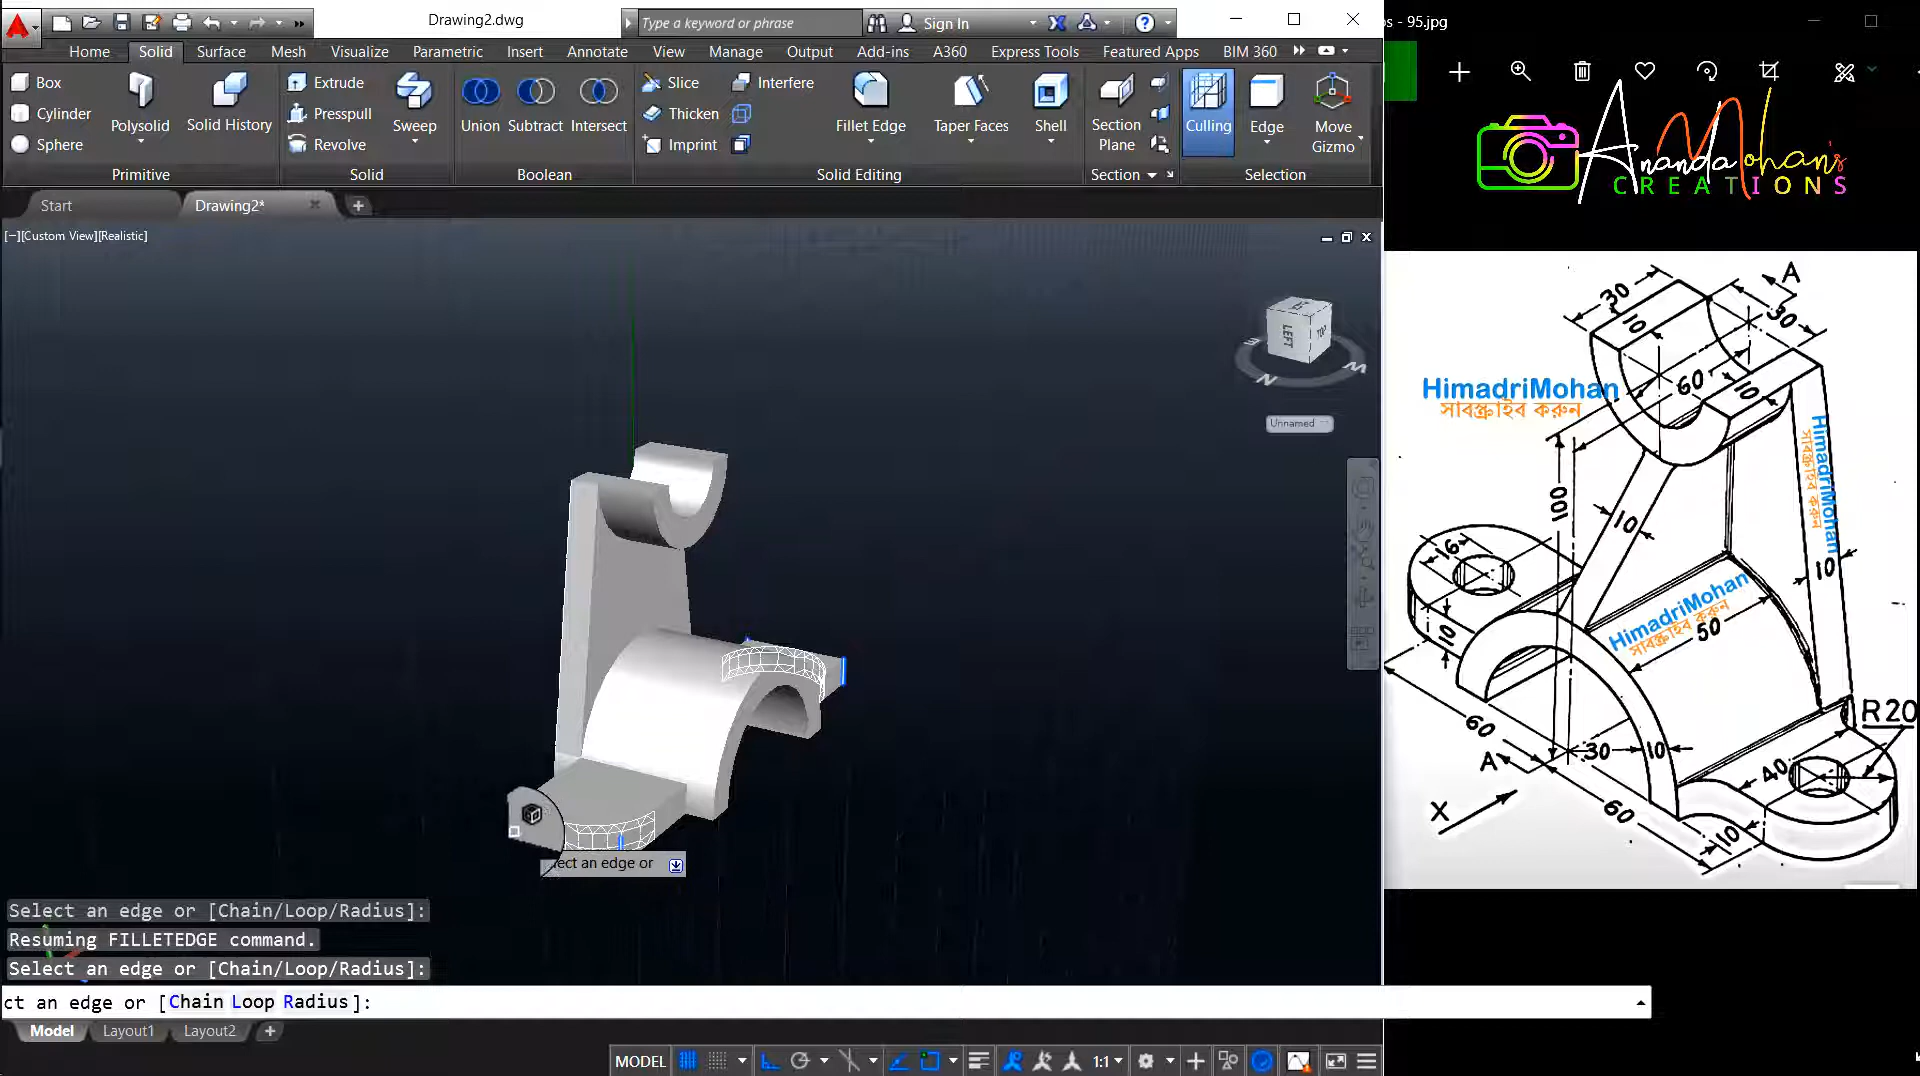 Drawing2.dwg
Type a keyword or phrase
Sign In
- 95.jpg
Home Solid Surface Mesh Visualize Parametric Insert Annotate View Manage Output Add-ins A360 Express Tools Featured Apps BIM 360
Box
Cylinder
Sphere
Polysolid
Solid History
Extrude
Presspull
Revolve
Sweep
Union
Subtract
Intersect
Slice
Thicken
Imprint
Interfere
Fillet Edge
Taper Faces
Shell
Section
Plane
Culling
Edge
Move
Gizmo
Primitive
Solid
Boolean
Solid Editing
Section
Selection
Start
Drawing2*
[−][Custom View][Realistic]
LEFT
TOP
E
N
W
Unnamed
ect an edge or
Select an edge or [Chain/Loop/Radius]:
Resuming FILLETEDGE command.
Select an edge or [Chain/Loop/Radius]:
ct an edge or [Chain Loop Radius]:
Model
Layout1
Layout2
MODEL
1:1
AnandaMohan's
CREATIONS
A
30
10
30
HimadriMohan
সাবস্ক্রাইব করুন
60
10
HimadriMohan
সাবস্ক্রাইব করুন
100
10
16
10
10
HimadriMohan
সাবস্ক্রাইব করুন
50
R20
60
A
30
10
40
X
60
10